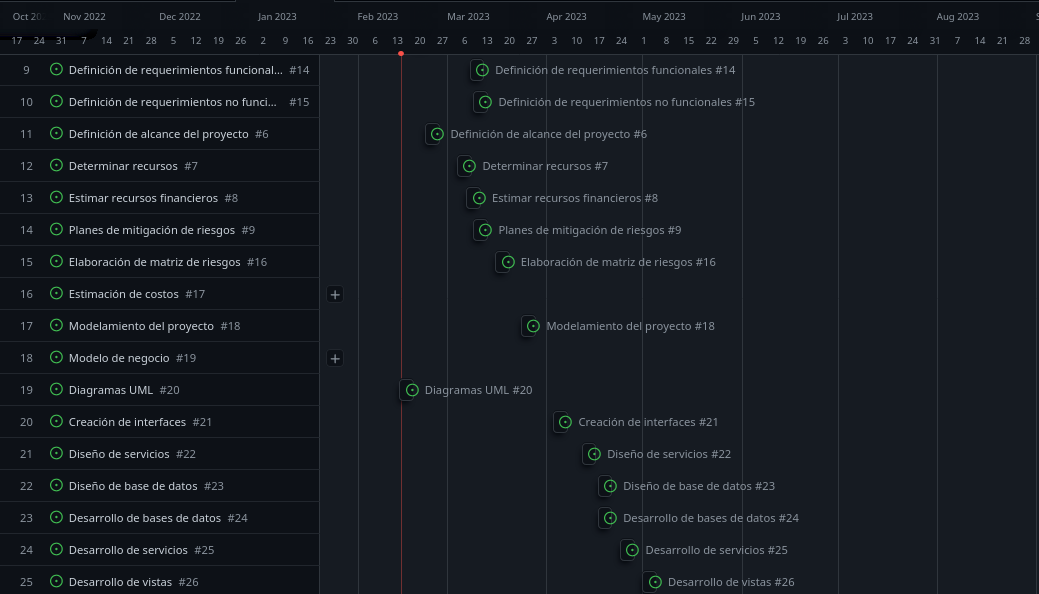 Oct 20 Nov 2022 Dec 2022 Jan 2023 Feb 2023 Mar 2023 Apr 2023 May 2023 Jun 2023 Jul 2023 Aug 2023 S
17 24 31 7 14 21 28 5 12 19 26 2 9 16 23 30 6 13 20 27 6 13 20 27 3 10 17 24 1 8 15 22 29 5 12 19 26 3 10 17 24 31 7 14 21 28
9 Definición de requerimientos funcional... #14 Definición de requerimientos funcionales #14
10 Definición de requerimientos no funci... #15 Definición de requerimientos no funcionales #15
11 Definición de alcance del proyecto #6 Definición de alcance del proyecto #6
12 Determinar recursos #7 Determinar recursos #7
13 Estimar recursos financieros #8 Estimar recursos financieros #8
14 Planes de mitigación de riesgos #9 Planes de mitigación de riesgos #9
15 Elaboración de matriz de riesgos #16 Elaboración de matriz de riesgos #16
16 Estimación de costos #17 +
17 Modelamiento del proyecto #18 Modelamiento del proyecto #18
18 Modelo de negocio #19 +
19 Diagramas UML #20 Diagramas UML #20
20 Creación de interfaces #21 Creación de interfaces #21
21 Diseño de servicios #22 Diseño de servicios #22
22 Diseño de base de datos #23 Diseño de base de datos #23
23 Desarrollo de bases de datos #24 Desarrollo de bases de datos #24
24 Desarrollo de servicios #25 Desarrollo de servicios #25
25 Desarrollo de vistas #26 Desarrollo de vistas #26